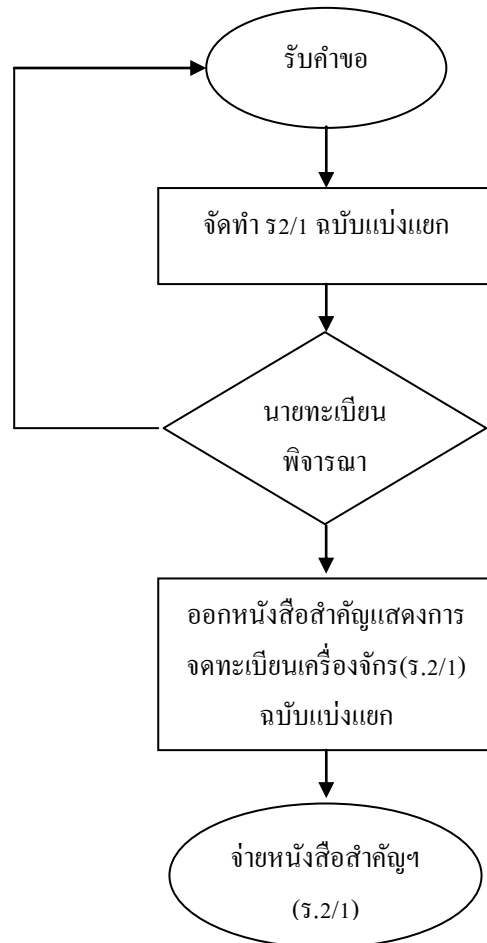 รับคำขอ
จัดทำ ร2/1 ฉบับแบ่งแยก
นายทะเบียน
พิจารณา
ออกหนังสือสำคัญแสดงการ
จดทะเบียนเครื่องจักร(ร.2/1)
ฉบับแบ่งแยก
จ่ายหนังสือสำคัญฯ
(ร.2/1)